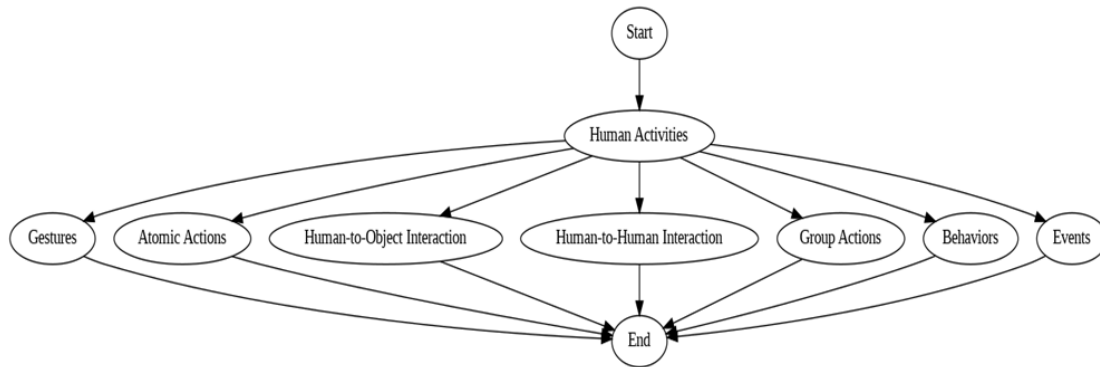 Start
Human Activities
Gestures
Atomic Actions
Human-to-Object Interaction
Human-to-Human Interaction
Group Actions
Behaviors
Events
End